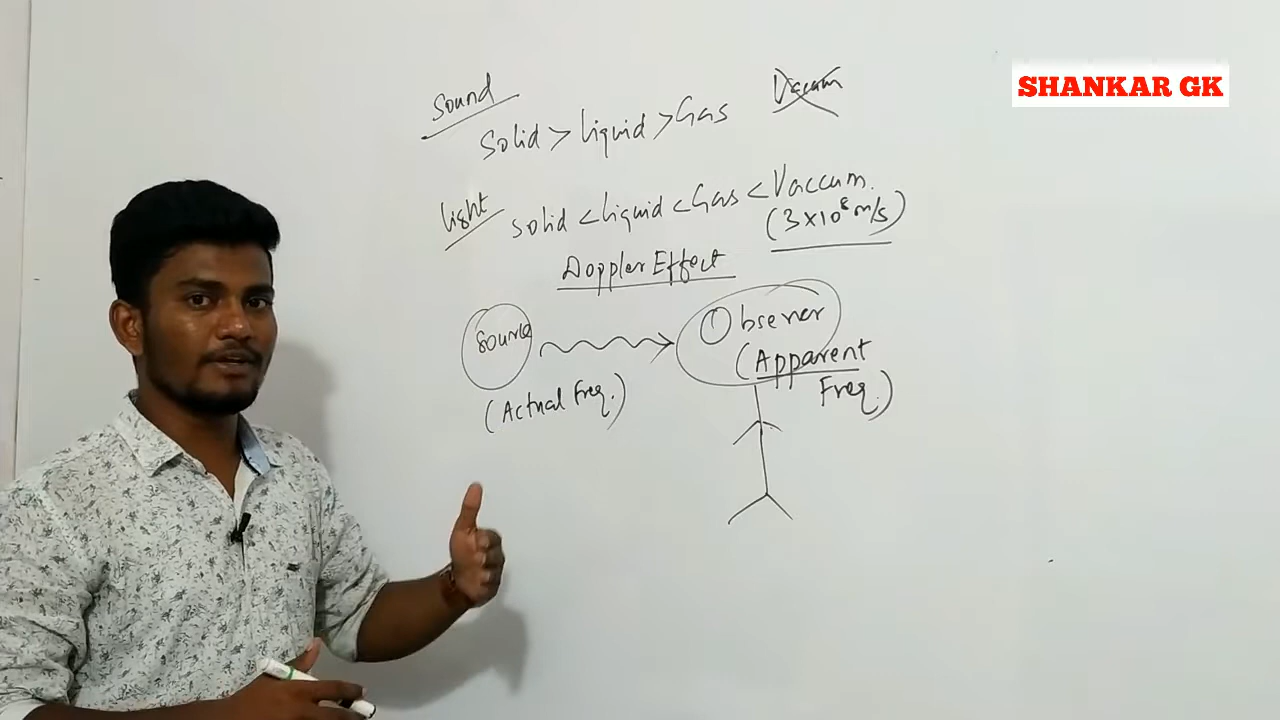 SHANKAR GK
Sound
Vaccum
Solid > Liquid > Gas
Light
Solid < Liquid < Gas < Vaccum.
(3×10⁸ m/s)
Doppler Effect
Source
Observer
(Actual Freq.)
(Apparent
Freq.)